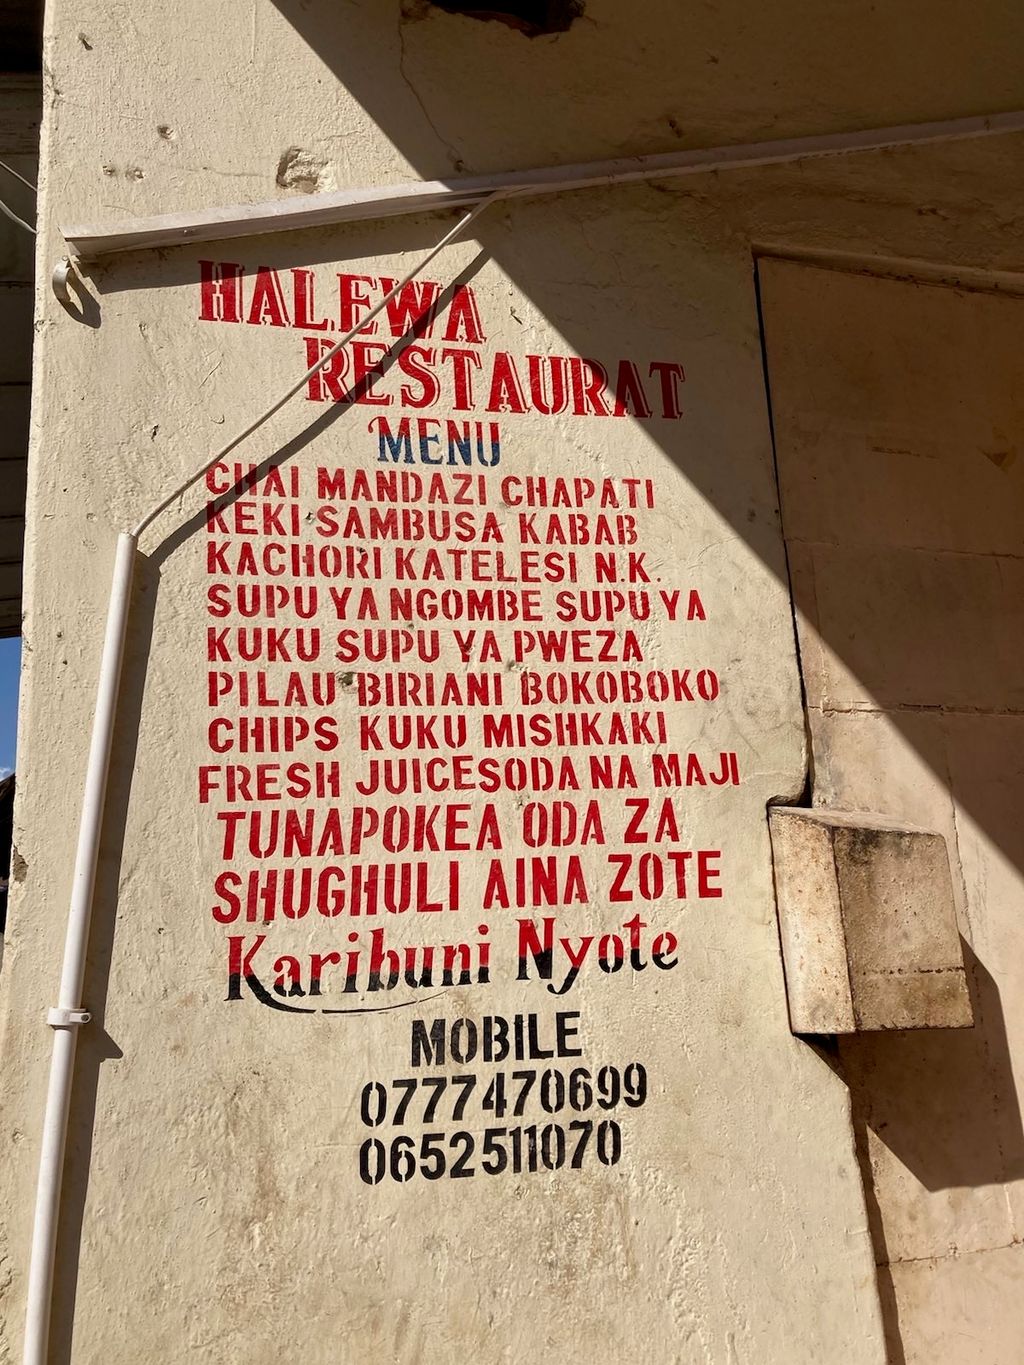 HALEWA
RESTAURAT
MENU
CHAI MANDAZI CHAPATI
KEKI SAMBUSA KABAB
KACHORI KATELESI N.K.
SUPU YA NGOMBE SUPU YA
KUKU SUPU YA PWEZA
PILAU BIRIANI BOKOBOKO
CHIPS KUKU MISHKAKI
FRESH JUICE SODA NA MAJI
TUNAPOKEA ODA ZA
SHUGHULI AINA ZOTE
Karibuni Nyote
MOBILE
0777470699
0652511070